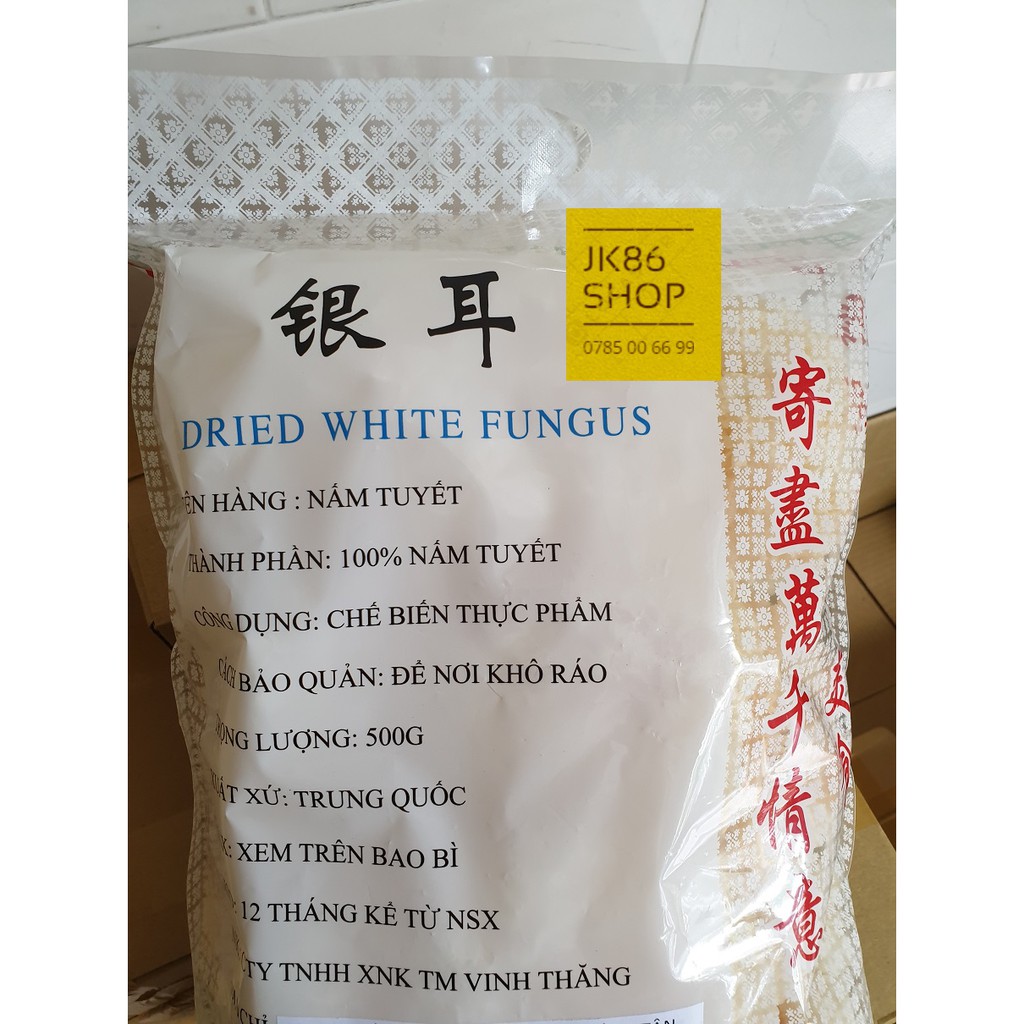 银耳
JK86
SHOP
0785 00 66 99
DRIED WHITE FUNGUS
ÊN HÀNG : NẤM TUYẾT
THÀNH PHẦN: 100% NẤM TUYẾT
CÔNG DỤNG: CHẾ BIẾN THỰC PHẨM
CÁCH BẢO QUẢN: ĐỂ NƠI KHÔ RÁO
ỌNG LƯỢNG: 500G
XUẤT XỨ: TRUNG QUỐC
XEM TRÊN BAO BÌ
12 THÁNG KỂ TỪ NSX
CTY TNHH XNK TM VINH THĂNG
CHỈ
寄盡萬千情意